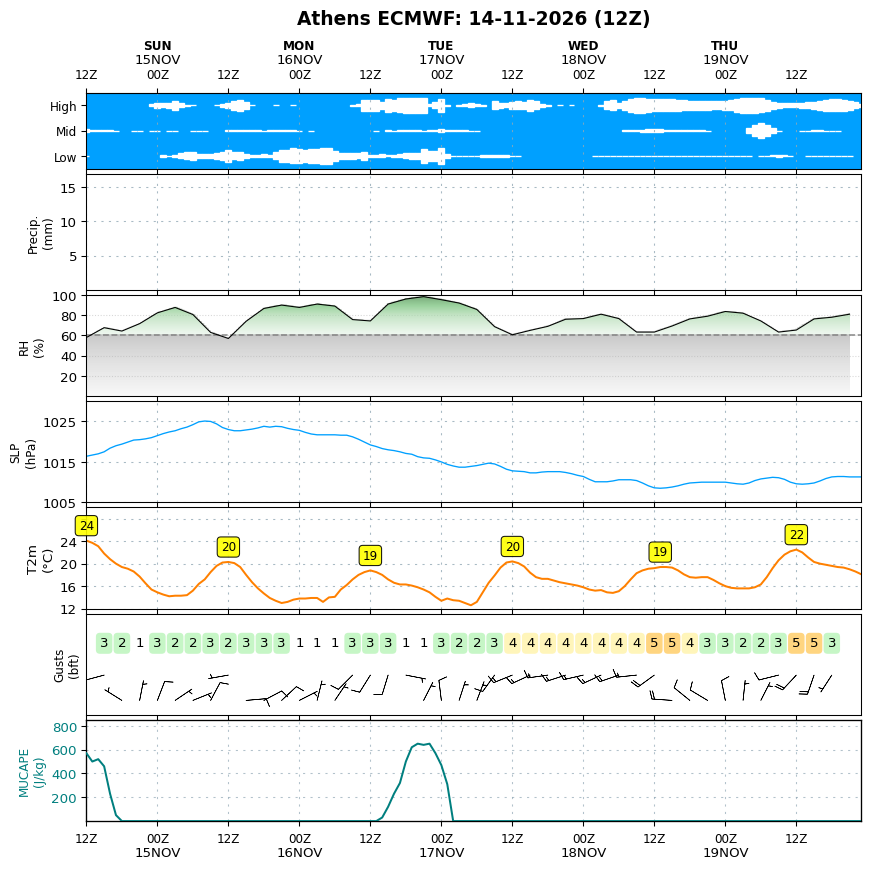 Athens ECMWF: 14-11-2026 (12Z)
SUN MON TUE WED THU
15NOV 16NOV 17NOV 18NOV 19NOV
12Z 00Z 12Z 00Z 12Z 00Z 12Z 00Z 12Z 00Z 12Z
High
Mid
Low
Precip.
(mm)
15
10
5
RH
(%)
100
80
60
40
20
SLP
(hPa)
1025
1015
1005
T2m
(°C)
24
20
16
12
24 20 19 20 19 22
Gusts
(bft)
3 2 1 3 2 2 3 2 3 3 3 1 1 1 3 3 3 1 1 3 2 2 3 4 4 4 4 4 4 4 4 5 5 4 3 3 2 2 3 5 5 3
MUCAPE
(J/kg)
800
600
400
200
12Z 00Z 12Z 00Z 12Z 00Z 12Z 00Z 12Z 00Z 12Z
15NOV 16NOV 17NOV 18NOV 19NOV